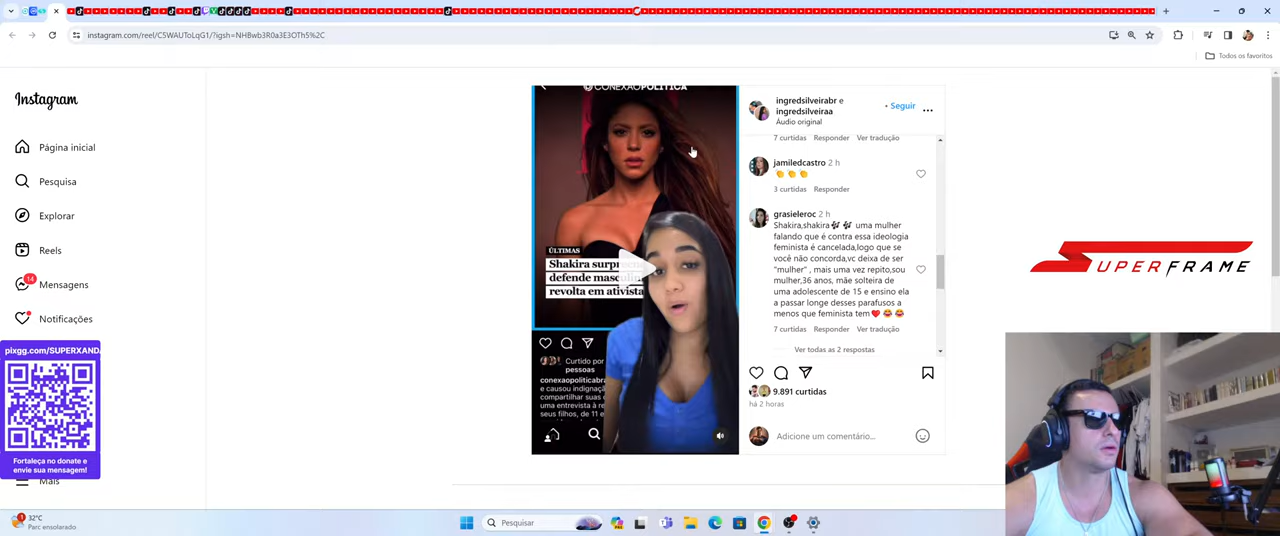 instagram.com/reel/C5WAUToLqG1/?igsh=NHBwb3R0a3E3OTh5%2C
Todos os favoritos
Instagram
Página inicial
Pesquisa
Explorar
Reels
14
Mensagens
Notificações
pixgg.com/SUPERXANDA
Fortaleça no donate e
envie sua mensagem!
Mais
CONEXÃOPOLÍTICA
ÚLTIMAS
Shakira
defende
revolta em ativista
Curtido por
pessoas
conexaopoliticabra
e causou indignaç
compartilhar suas
uma entrevista à re
seus filhos, de 11 e
ingredsilveirabr e
ingredsilveiraa
Áudio original
• Seguir
7 curtidas Responder Ver tradução
jamiledcastro 2 h
👏 👏 👏
3 curtidas Responder
grasieleroc 2 h
Shakira,shakira🎶 🎶 uma mulher
falando que é contra essa ideologia
feminista é cancelada,logo que se
você não concorda,vc deixa de ser
"mulher" , mais uma vez repito,sou
mulher,36 anos, mãe solteira de
uma adolescente de 15 e ensino ela
a passar longe desses parafusos a
menos que feminista tem❤️ 😂 😂
7 curtidas Responder Ver tradução
Ver todas as 2 respostas
9.891 curtidas
há 2 horas
Adicione um comentário...
SUPERFRAME
1
32°C
Parc ensolarado
Pesquisar